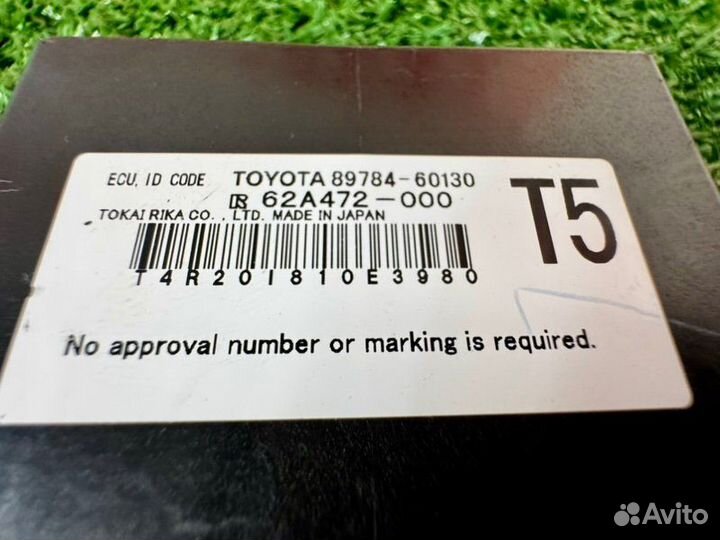 ECU, ID CODE TOYOTA 89784-60130
R 62A472-000
TOKAI RIKA CO., LTD. MADE IN JAPAN
T5
T4R20I810E3980
No approval number or marking is required.
Avito